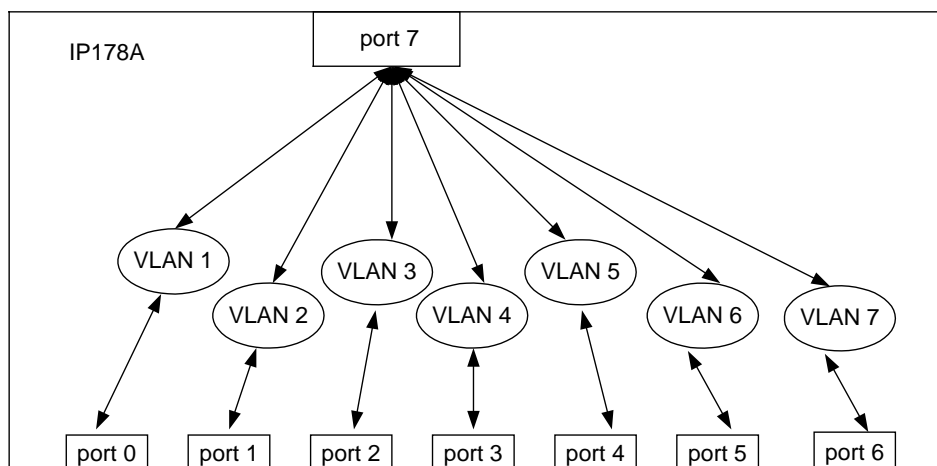 port 7
IP178A
VLAN 1
VLAN 2
VLAN 3
VLAN 4
VLAN 5
VLAN 6
VLAN 7
port 0
port 1
port 2
port 3
port 4
port 5
port 6